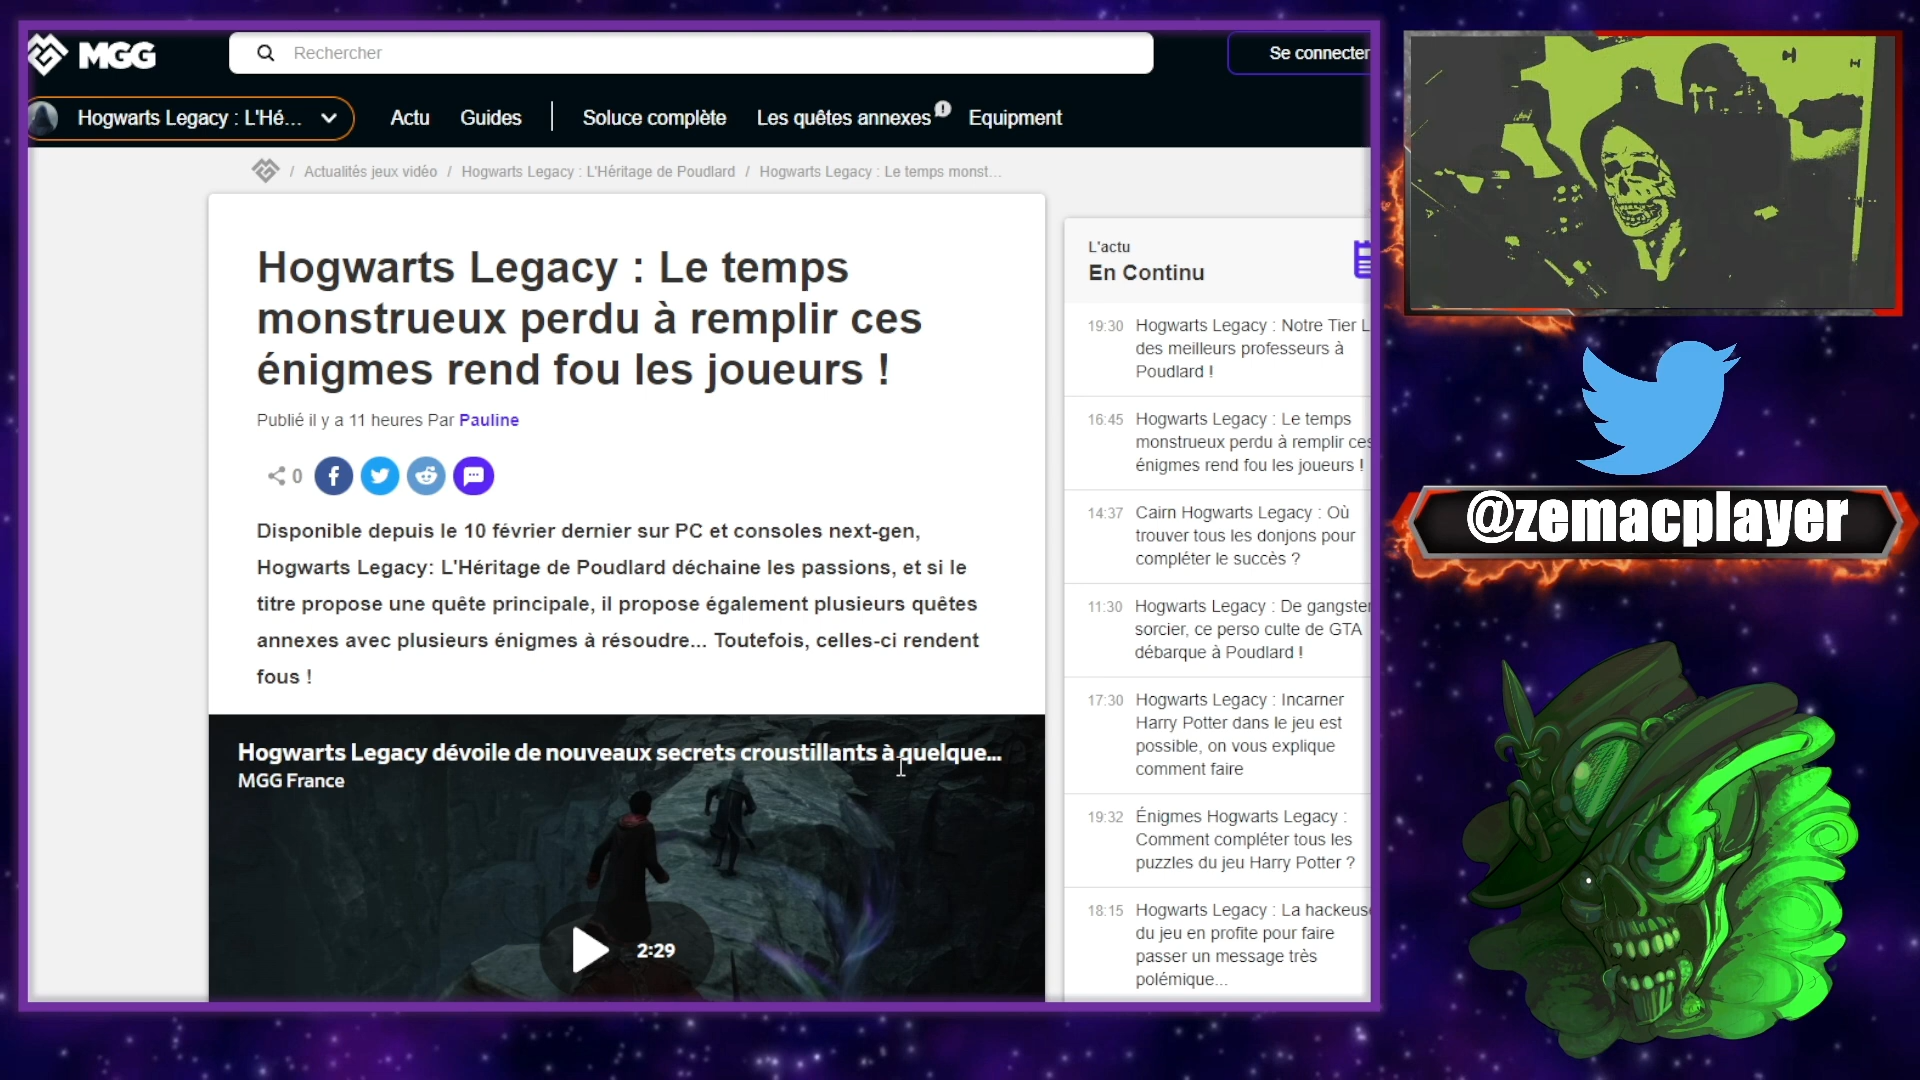 MGG
Rechercher
Se connecter
Hogwarts Legacy : L'Hé...
Actu
Guides
Soluce complète
Les quêtes annexes
Equipment
/ Actualités jeux vidéo / Hogwarts Legacy : L'Héritage de Poudlard / Hogwarts Legacy : Le temps monst...
Hogwarts Legacy : Le temps
monstrueux perdu à remplir ces
énigmes rend fou les joueurs !
Publié il y a 11 heures Par Pauline
0
Disponible depuis le 10 février dernier sur PC et consoles next-gen,
Hogwarts Legacy: L'Héritage de Poudlard déchaine les passions, et si le
titre propose une quête principale, il propose également plusieurs quêtes
annexes avec plusieurs énigmes à résoudre... Toutefois, celles-ci rendent
fous !
Hogwarts Legacy dévoile de nouveaux secrets croustillants à quelque...
MGG France
2:29
L'actu
En Continu
19:30 Hogwarts Legacy : Notre Tier L
des meilleurs professeurs à
Poudlard !
16:45 Hogwarts Legacy : Le temps
monstrueux perdu à remplir ces
énigmes rend fou les joueurs !
14:37 Cairn Hogwarts Legacy : Où
trouver tous les donjons pour
compléter le succès ?
11:30 Hogwarts Legacy : De gangster
sorcier, ce perso culte de GTA
débarque à Poudlard !
17:30 Hogwarts Legacy : Incarner
Harry Potter dans le jeu est
possible, on vous explique
comment faire
19:32 Énigmes Hogwarts Legacy :
Comment compléter tous les
puzzles du jeu Harry Potter ?
18:15 Hogwarts Legacy : La hackeuse
du jeu en profite pour faire
passer un message très
polémique...
@zemacplayer